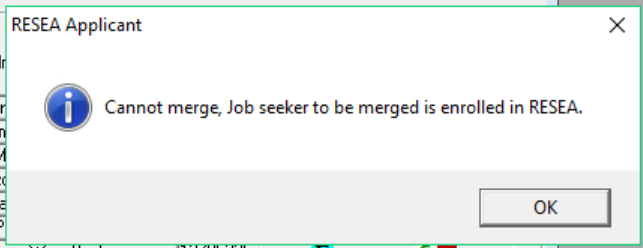 RESEA Applicant
Cannot merge, Job seeker to be merged is enrolled in RESEA.
OK